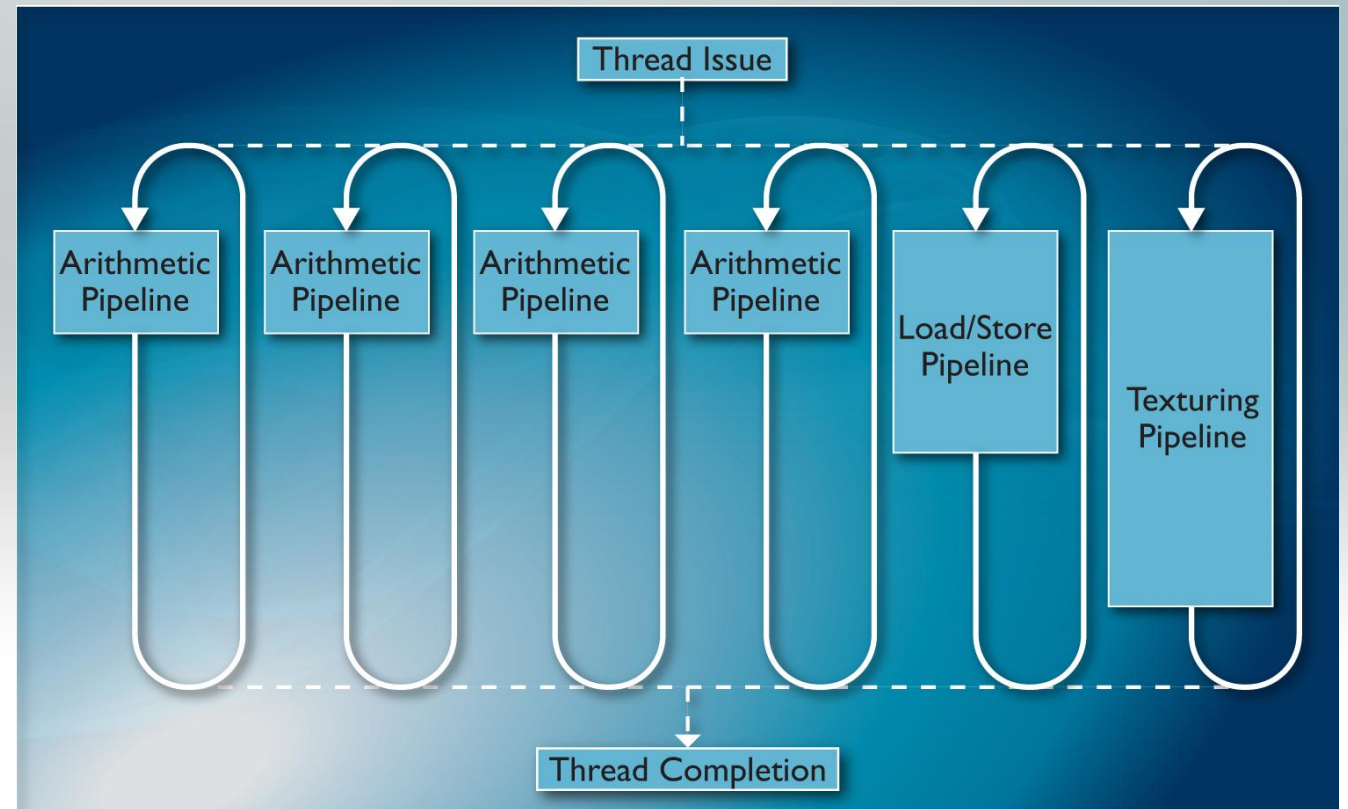 Thread Issue
Arithmetic
Pipeline
Arithmetic
Pipeline
Arithmetic
Pipeline
Arithmetic
Pipeline
Load/Store
Pipeline
Texturing
Pipeline
Thread Completion